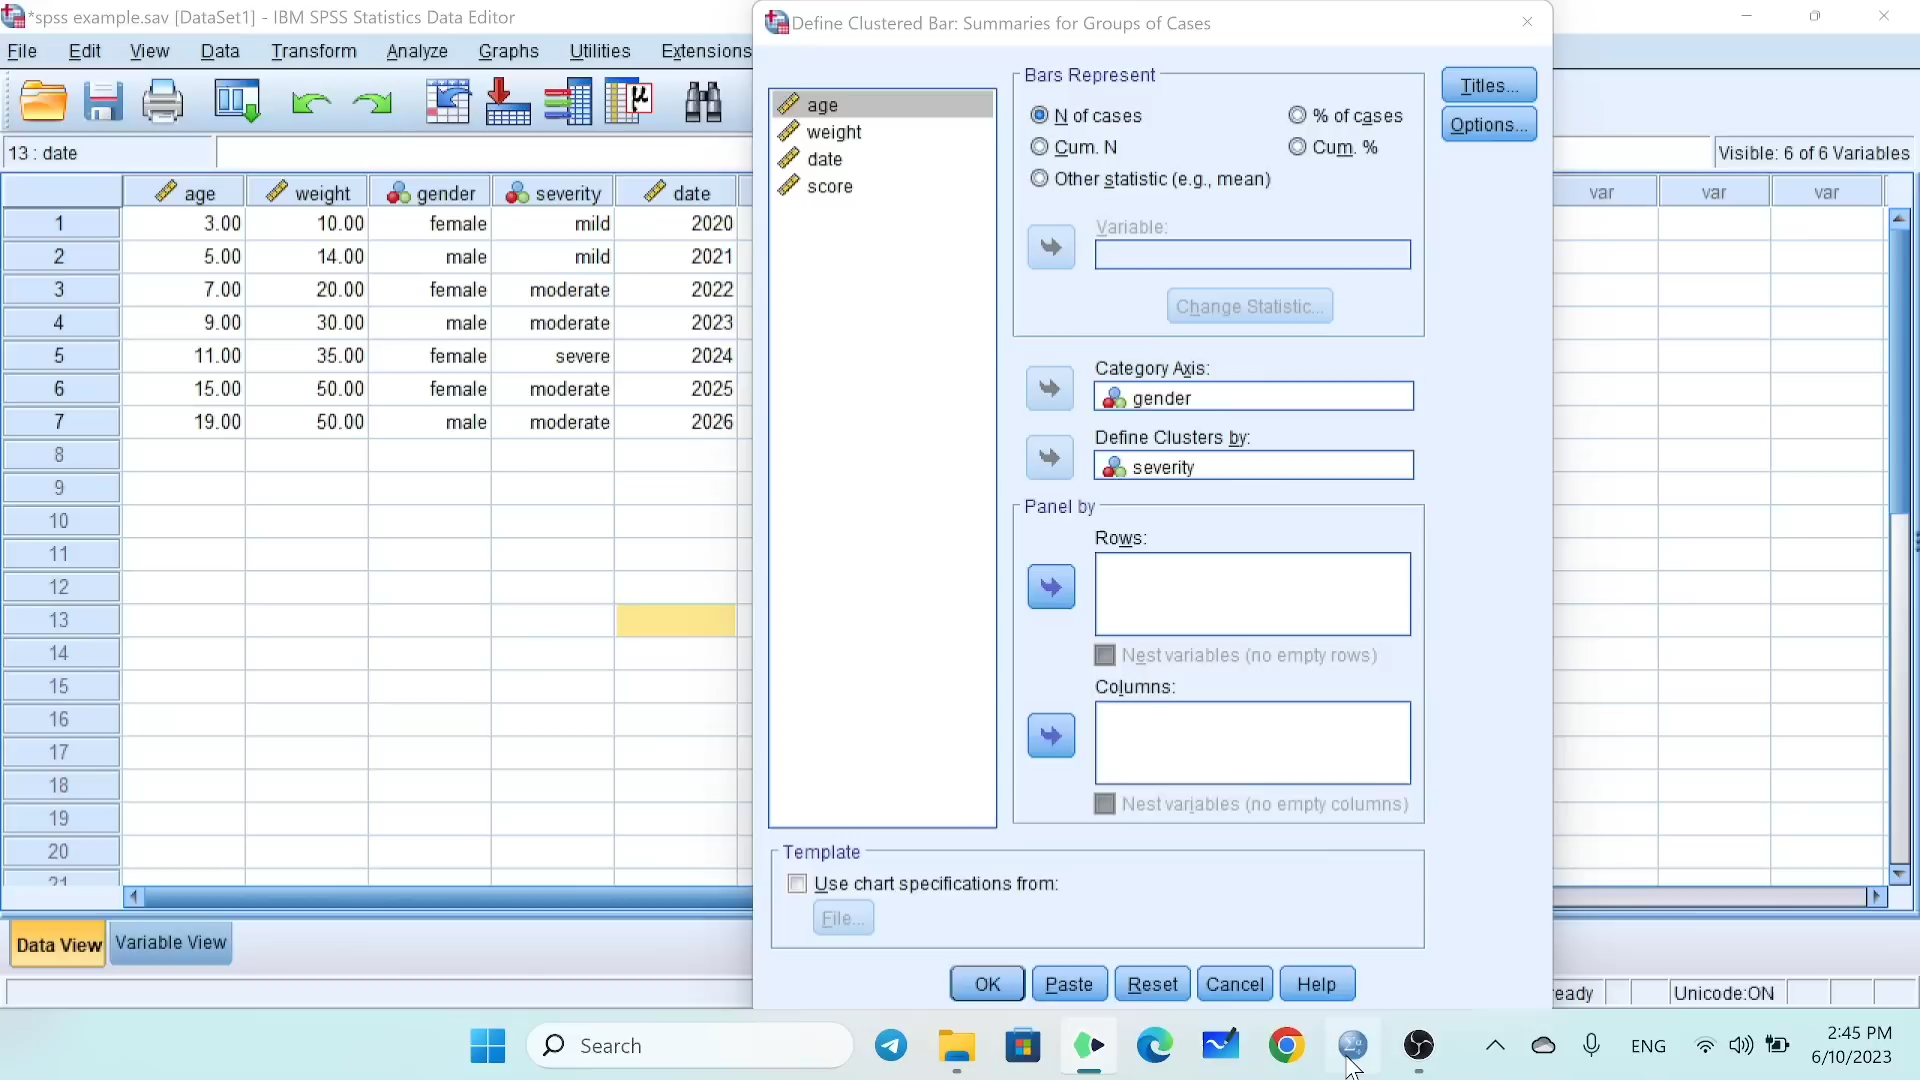 *spss example.sav [DataSet1] - IBM SPSS Statistics Data Editor
File Edit View Data Transform Analyze Graphs Utilities Extensions
13 : date
Visible: 6 of 6 Variables
age weight gender severity date var var var
1 3.00 10.00 female mild 2020
2 5.00 14.00 male mild 2021
3 7.00 20.00 female moderate 2022
4 9.00 30.00 male moderate 2023
5 11.00 35.00 female severe 2024
6 15.00 50.00 female moderate 2025
7 19.00 50.00 male moderate 2026
8
9
10
11
12
13
14
15
16
17
18
19
20
21
Data View Variable View
Define Clustered Bar: Summaries for Groups of Cases
age
weight
date
score
Bars Represent
N of cases % of cases
Cum. N Cum. %
Other statistic (e.g., mean)
Variable:
Change Statistic...
Titles...
Options...
Category Axis:
gender
Define Clusters by:
severity
Panel by
Rows:
Nest variables (no empty rows)
Columns:
Nest variables (no empty columns)
Template
Use chart specifications from:
File...
OK Paste Reset Cancel Help
eady Unicode:ON
Search
ENG
2:45 PM
6/10/2023